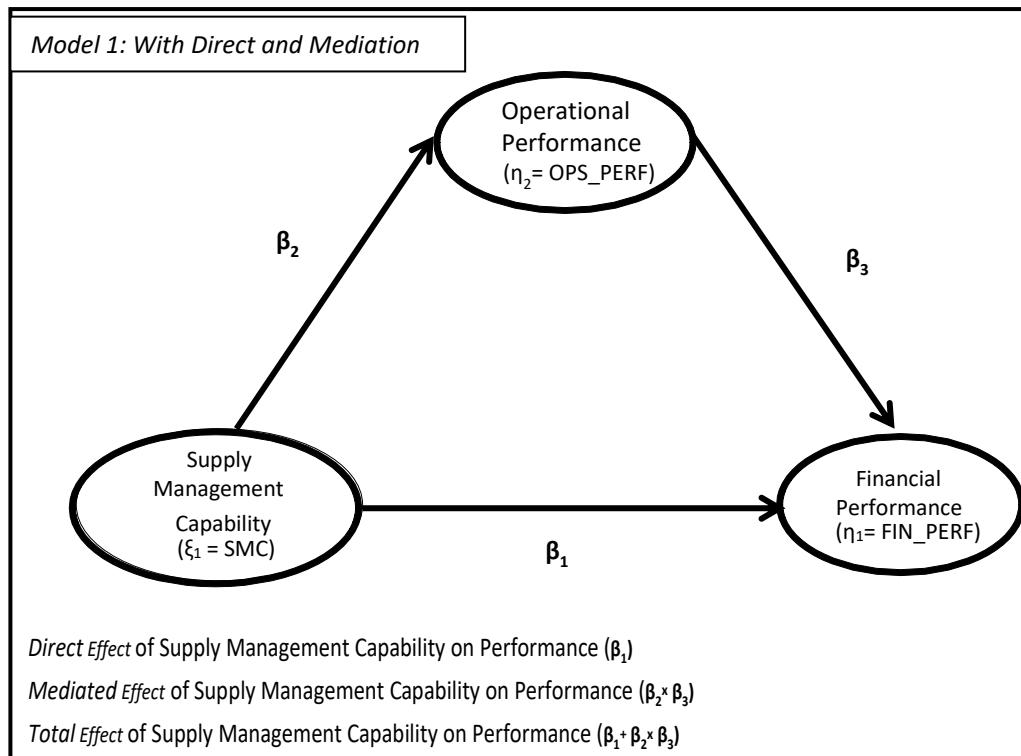 Model 1: With Direct and Mediation
Operational
Performance
(η₂= OPS_PERF)
β₂
β₃
Supply
Management
Capability
(ξ₁ = SMC)
Financial
Performance
(η₁= FIN_PERF)
β₁
Direct Effect of Supply Management Capability on Performance (β₁)
Mediated Effect of Supply Management Capability on Performance (β₂ˣ β₃)
Total Effect of Supply Management Capability on Performance (β₁⁺ β₂ˣ β₃)